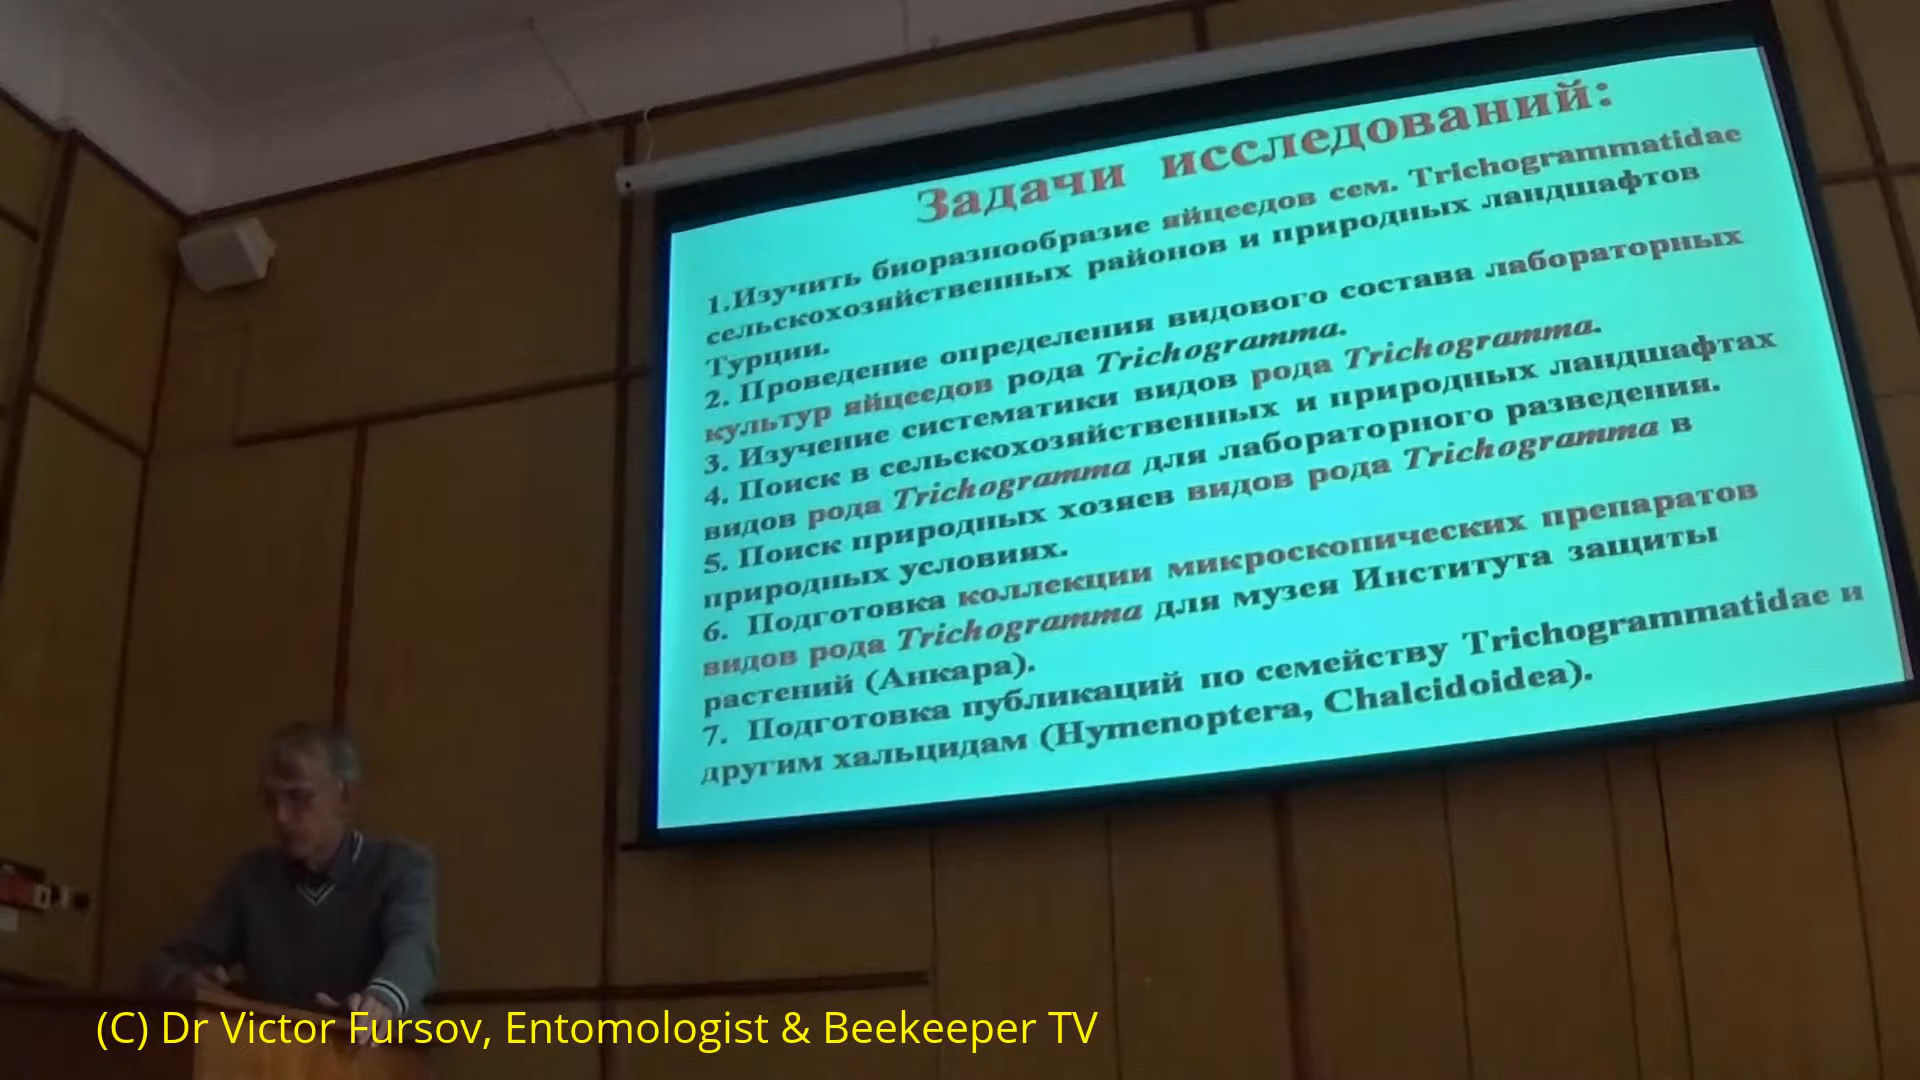 Задачи исследований:
1.Изучить биоразнообразие яйцеедов сем. Trichogrammatidae
сельскохозяйственных районов и природных ландшафтов
Турции.
2. Проведение определения видового состава лабораторных
культур яйцеедов рода Trichogramma.
3. Изучение систематики видов рода Trichogramma.
4. Поиск в сельскохозяйственных и природных ландшафтах
видов рода Trichogramma для лабораторного разведения.
5. Поиск природных хозяев видов рода Trichogramma в
природных условиях.
6. Подготовка коллекции микроскопических препаратов
видов рода Trichogramma для музея Института защиты
растений (Анкара).
7. Подготовка публикаций по семейству Trichogrammatidae и
другим хальцидам (Hymenoptera, Chalcidoidea).
(C) Dr Victor Fursov, Entomologist & Beekeeper TV